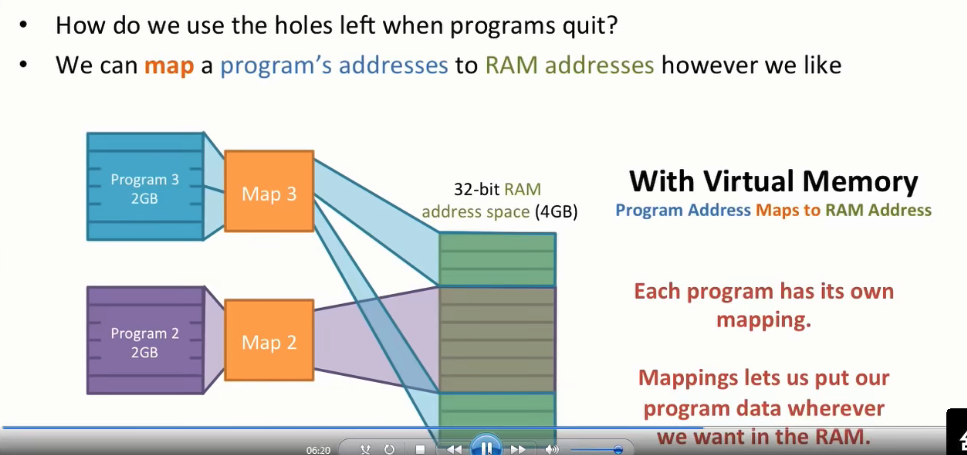 • How do we use the holes left when programs quit?
• We can map a program's addresses to RAM addresses however we like
Program 3
2GB
Map 3
32-bit RAM
address space (4GB)
With Virtual Memory
Program Address Maps to RAM Address
Program 2
2GB
Map 2
Each program has its own
mapping.
Mappings lets us put our
program data wherever
we want in the RAM.
06:20